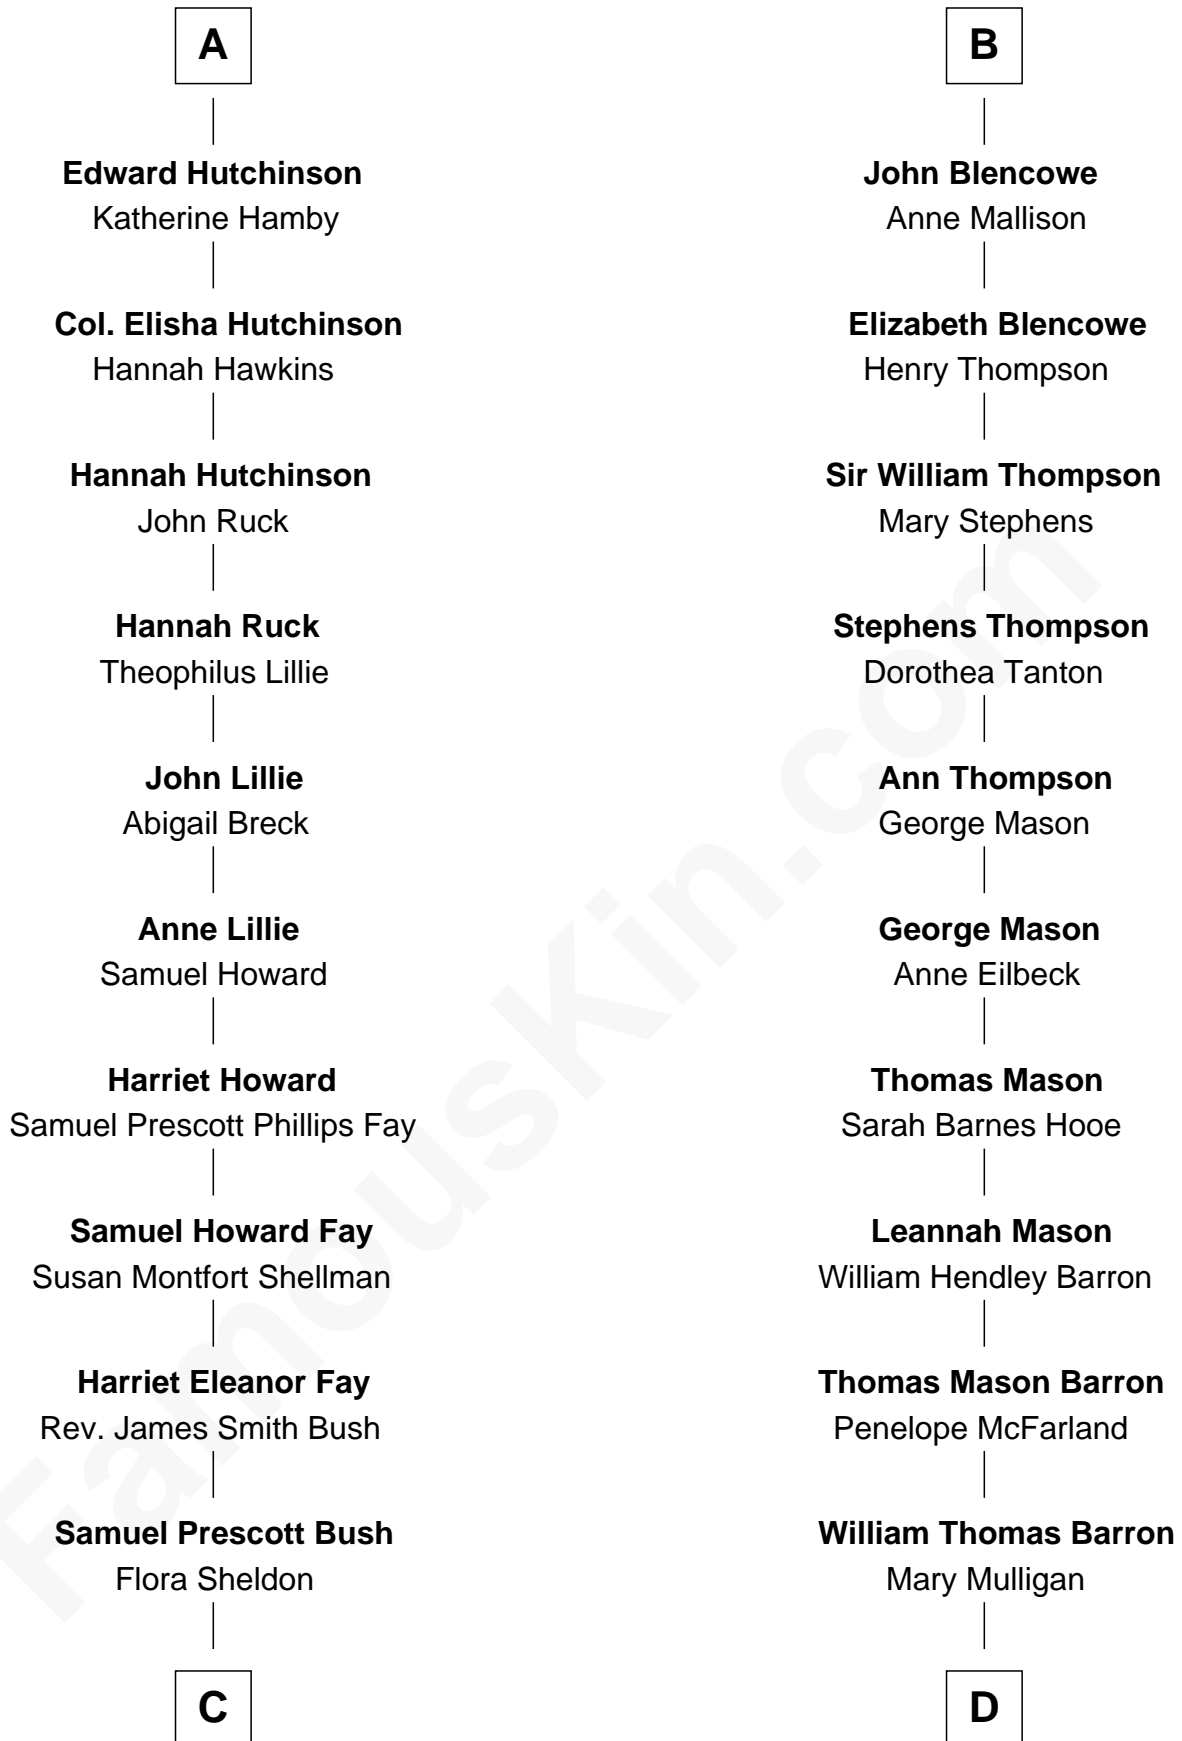 A
Edward Hutchinson
Katherine Hamby
Col. Elisha Hutchinson
Hannah Hawkins
Hannah Hutchinson
John Ruck
Hannah Ruck
Theophilus Lillie
John Lillie
Abigail Breck
Anne Lillie
Samuel Howard
Harriet Howard
Samuel Prescott Phillips Fay
Samuel Howard Fay
Susan Montfort Shellman
Harriet Eleanor Fay
Rev. James Smith Bush
Samuel Prescott Bush
Flora Sheldon
C
B
John Blencowe
Anne Mallison
Elizabeth Blencowe
Henry Thompson
Sir William Thompson
Mary Stephens
Stephens Thompson
Dorothea Tanton
Ann Thompson
George Mason
George Mason
Anne Eilbeck
Thomas Mason
Sarah Barnes Hooe
Leannah Mason
William Hendley Barron
Thomas Mason Barron
Penelope McFarland
William Thomas Barron
Mary Mulligan
D
FamousKin.com